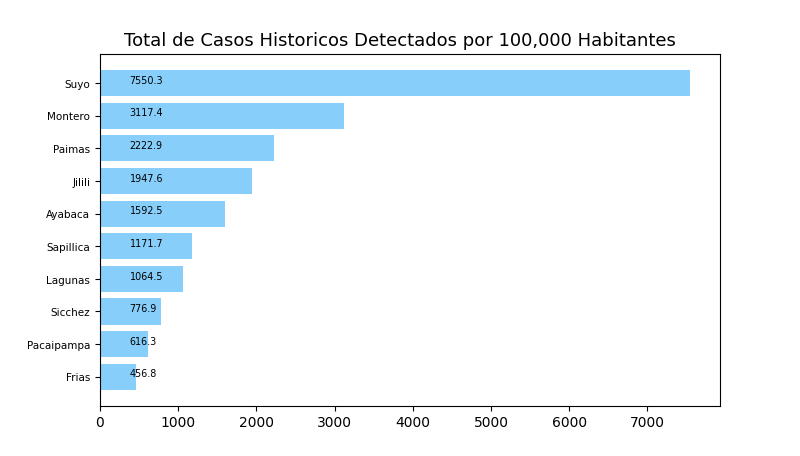 Total de Casos Historicos Detectados por 100,000 Habitantes
Suyo 7550.3
Montero 3117.4
Paimas 2222.9
Jilili 1947.6
Ayabaca 1592.5
Sapillica 1171.7
Lagunas 1064.5
Sicchez 776.9
Pacaipampa 616.3
Frias 456.8
0 1000 2000 3000 4000 5000 6000 7000